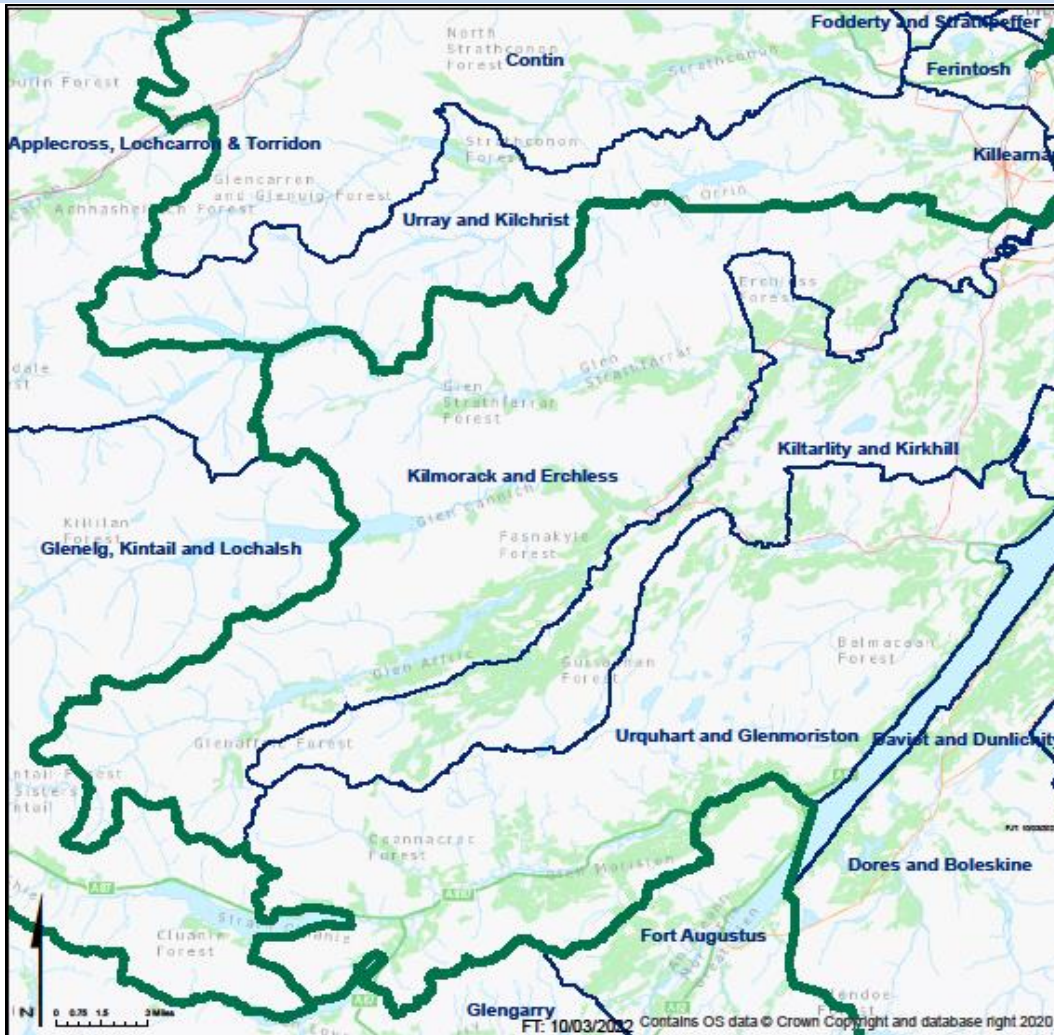 Fodderty and Strathpeffer
North
Strathconon
Forest
Contin
Strathconon
Ferintosh
Applecross, Lochcarron & Torridon
Strathconon
Forest
Killearna
Glencarron
and Glenuig Forest
Orrin
Urray and Kilchrist
Erchless
Forest
Glen
Strathfarrar
Glen
Strathfarrar
Forest
Kiltarlity and Kirkhill
Kilmorack and Erchless
Glen Cannich
Killilan
Forest
Fasnakyle
Forest
Glenelg, Kintail and Lochalsh
Balmacaan
Forest
Glen Affric
Guisachan
Forest
Urquhart and Glenmoriston
Daviot and Dunlichity
Glenaffric Forest
Ceannacroc
Forest
Glen Moriston
Dores and Boleskine
A87
A887
Cluanie
Forest
Fort Augustus
A87
A82
Glengarry
N
0 0.75 1.5 3 Miles
FT: 10/03/2022 Contains OS data © Crown Copyright and database right 2020